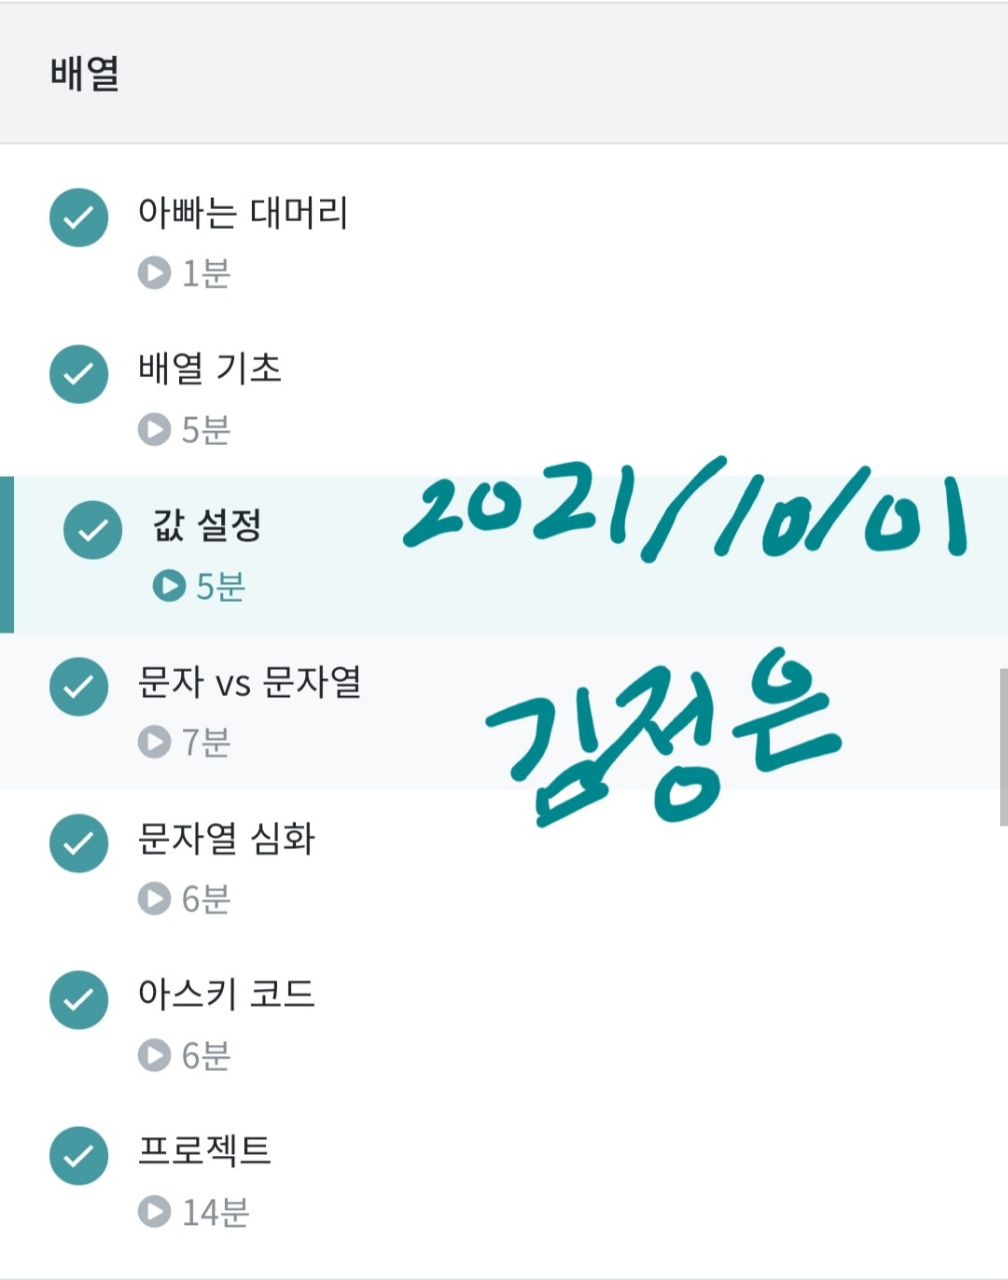 배열
아빠는 대머리
1분
배열 기초
5분
값 설정
2021/10/01
5분
문자 vs 문자열
김정은
7분
문자열 심화
6분
아스키 코드
6분
프로젝트
14분